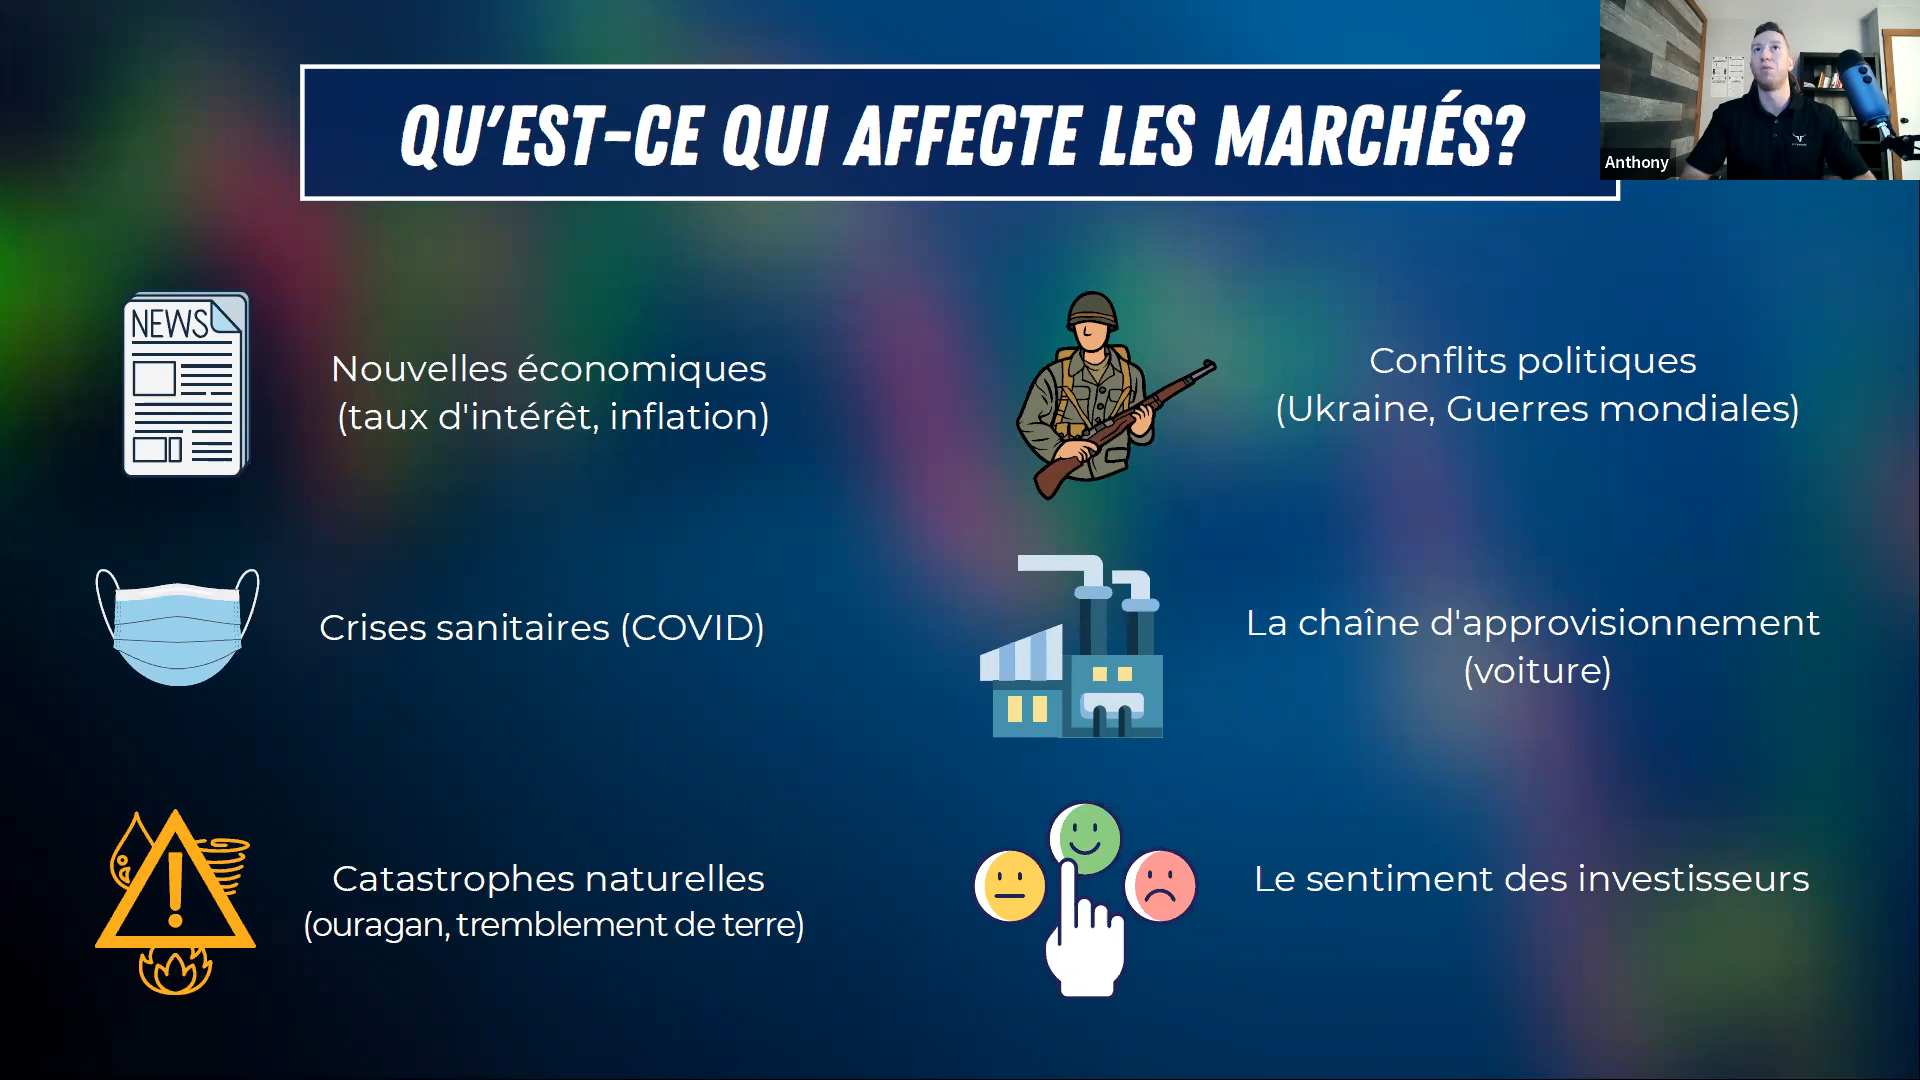 QU'EST-CE QUI AFFECTE LES MARCHÉS?
Anthony
NEWS
Nouvelles économiques
(taux d'intérêt, inflation)
Conflits politiques
(Ukraine, Guerres mondiales)
Crises sanitaires (COVID)
La chaîne d'approvisionnement
(voiture)
Catastrophes naturelles
(ouragan, tremblement de terre)
Le sentiment des investisseurs